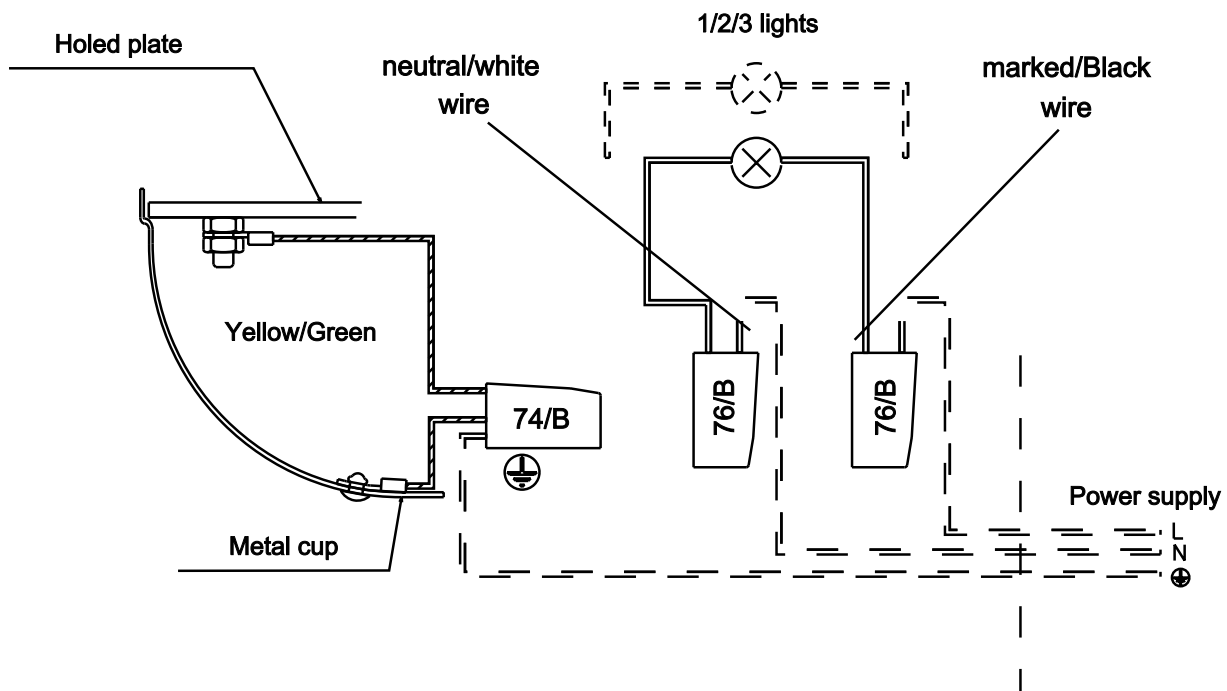 Holed plate
1/2/3 lights
neutral/white
wire
marked/Black
wire
Yellow/Green
74/B
76/B
76/B
Metal cup
Power supply
L
N